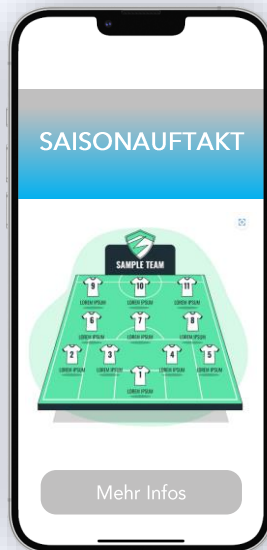 SAISONAUFTAKT
SAMPLE TEAM
9 10 11
LOREM IPSUM LOREM IPSUM LOREM IPSUM
6 7 8
LOREM IPSUM LOREM IPSUM LOREM IPSUM
2 3 4 5
LOREM IPSUM LOREM IPSUM LOREM IPSUM LOREM IPSUM
1
LOREM IPSUM
Mehr Infos